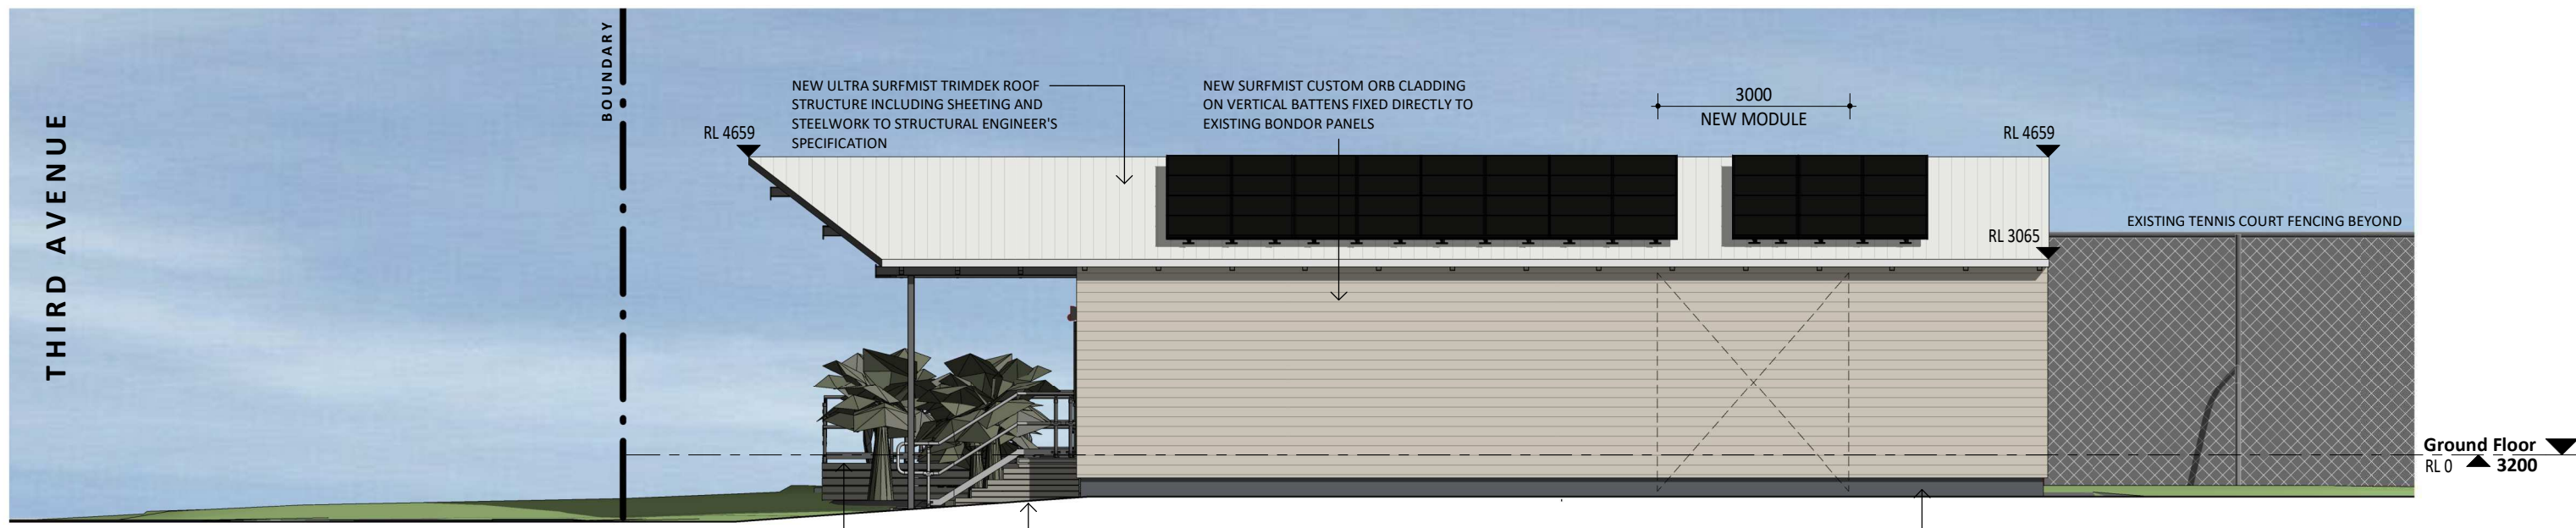 THIRD AVENUE
BOUNDARY
RL 4659
NEW ULTRA SURFMIST TRIMDEK ROOF
STRUCTURE INCLUDING SHEETING AND
STEELWORK TO STRUCTURAL ENGINEER'S
SPECIFICATION
NEW SURFMIST CUSTOM ORB CLADDING
ON VERTICAL BATTENS FIXED DIRECTLY TO
EXISTING BONDOR PANELS
3000
NEW MODULE
RL 4659
RL 3065
EXISTING TENNIS COURT FENCING BEYOND
Ground Floor
RL 0 3200